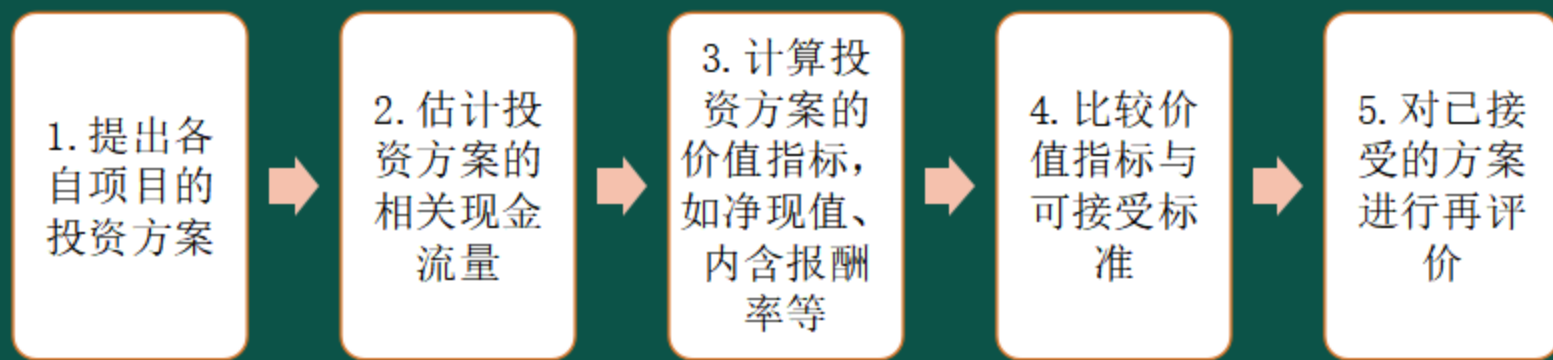 1.提出各
自项目的
投资方案
2.估计投
资方案的
相关现金
流量
3.计算投
资方案的
价值指标，
如净现值、
内含报酬
率等
4.比较价
值指标与
可接受标
准
5.对已接
受的方案
进行再评
价